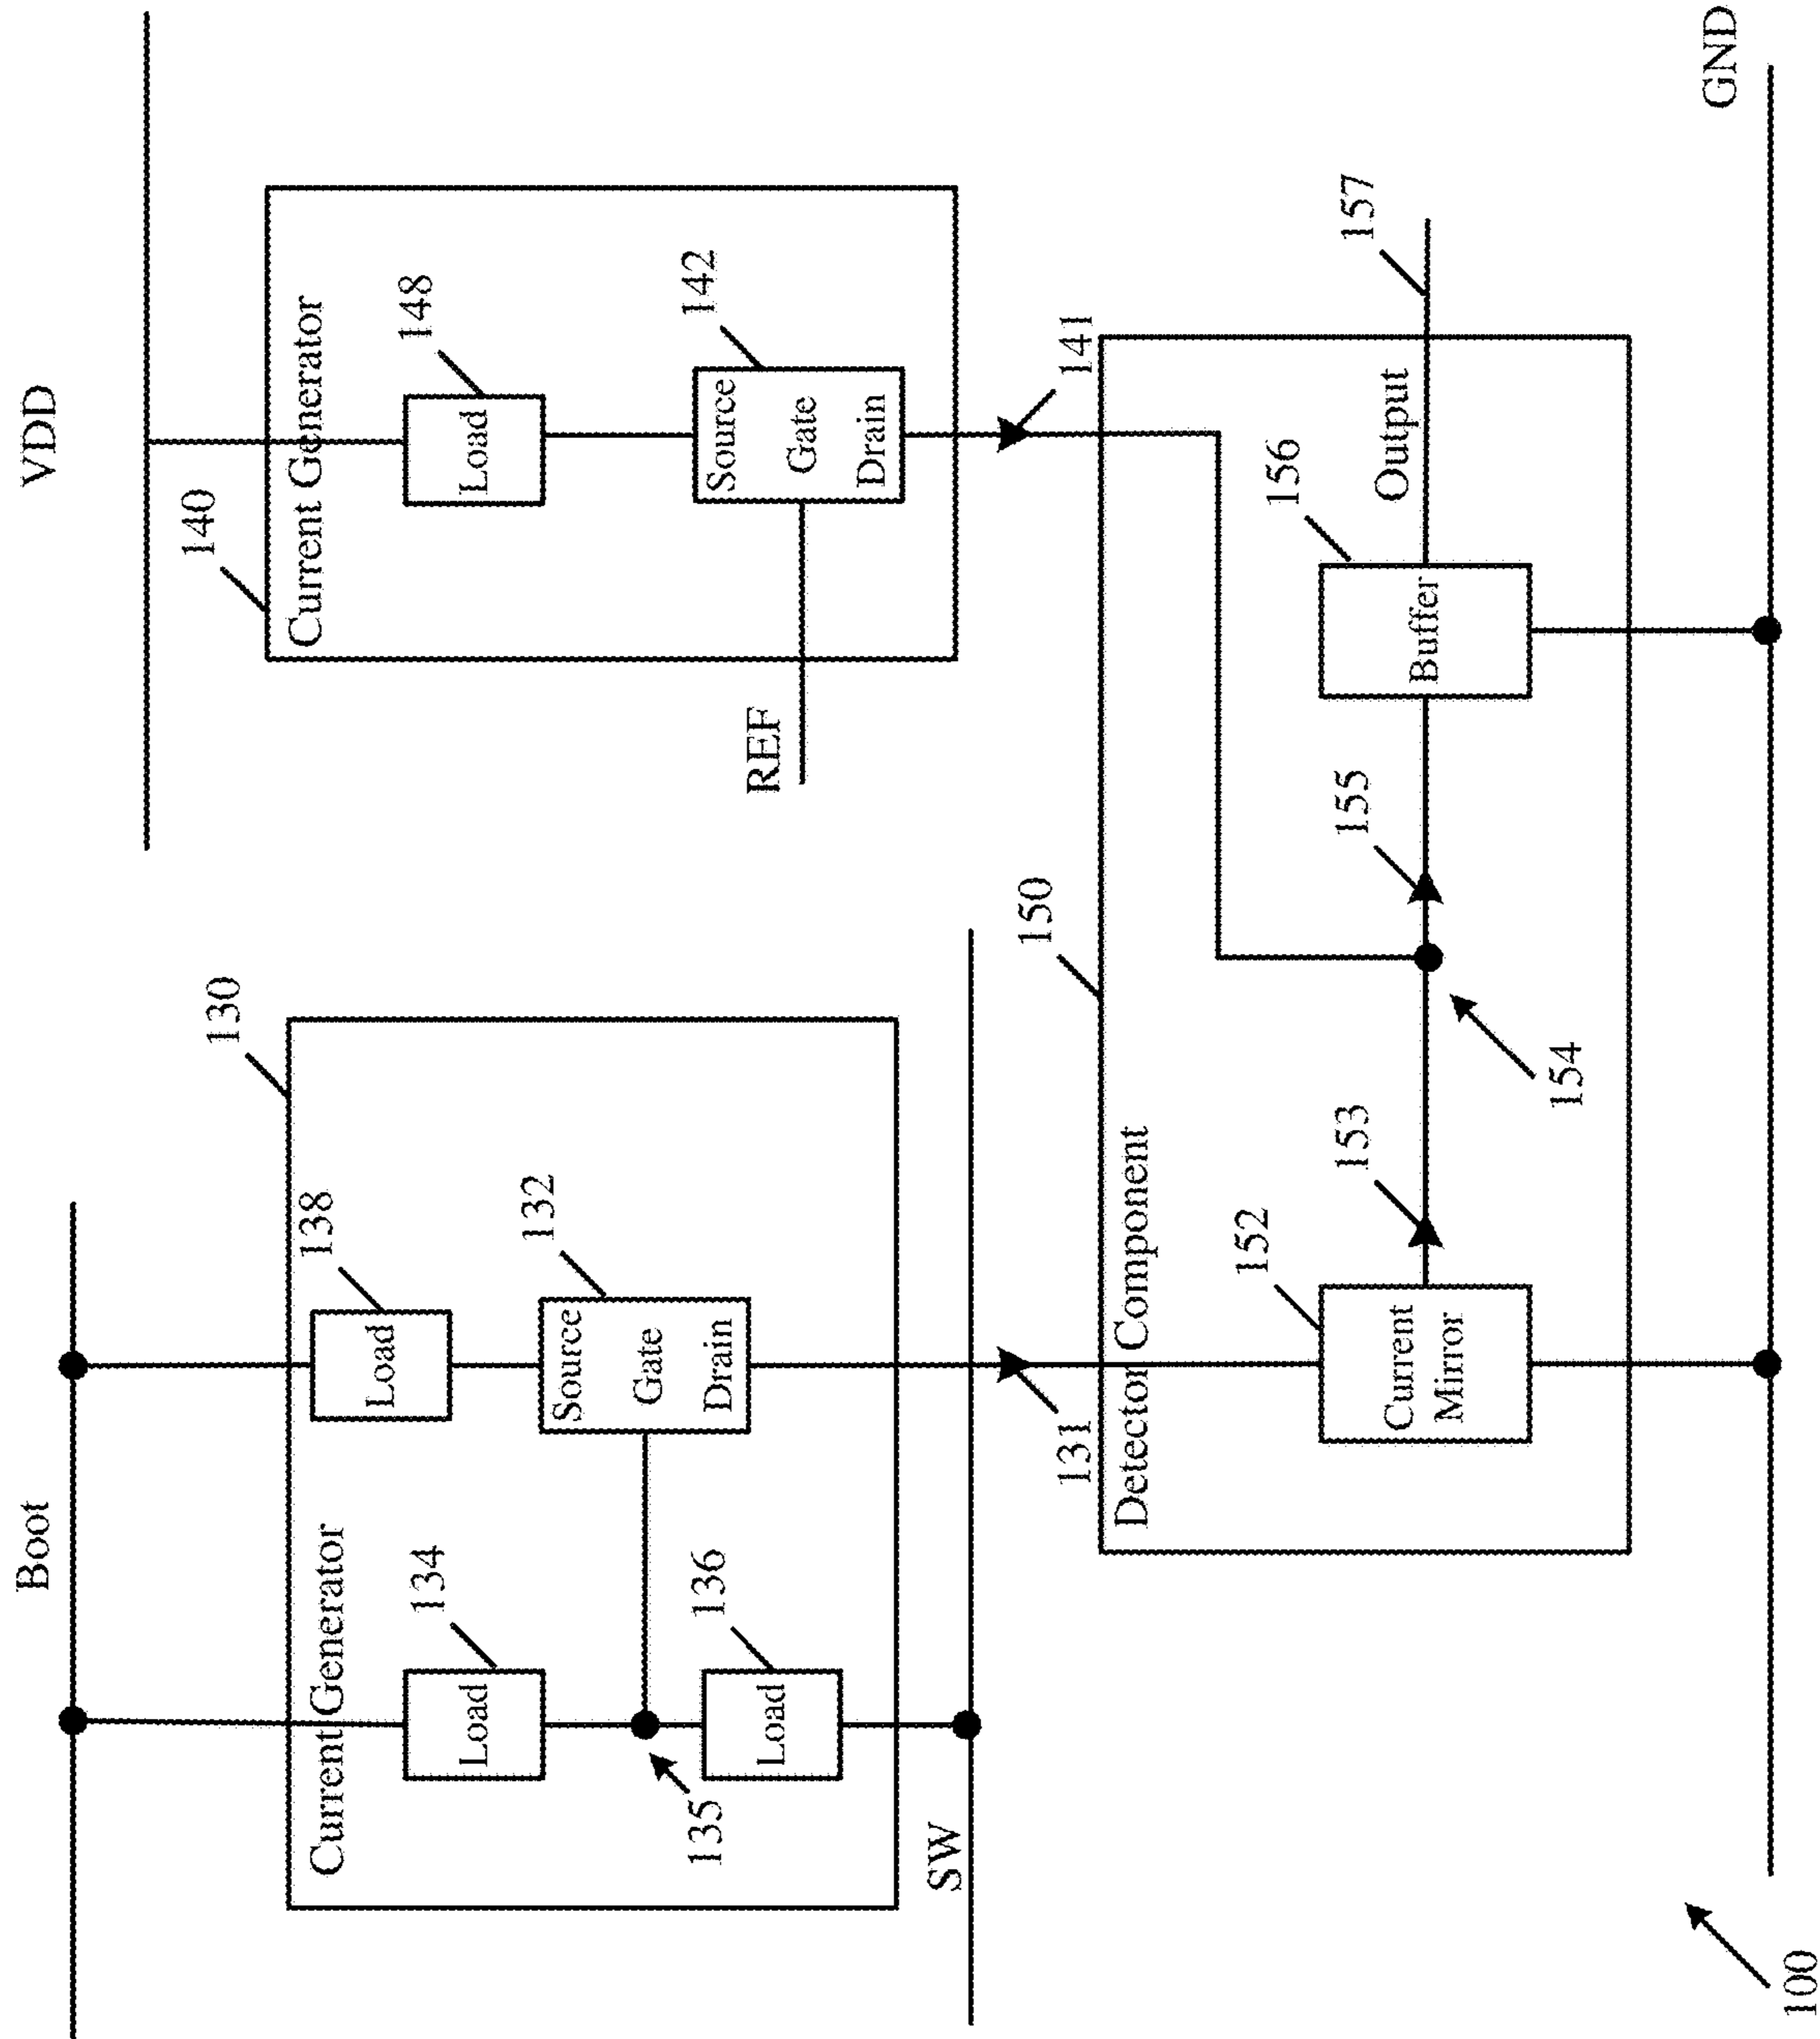 Boot
VDD
130
Current Generator
138
Load
134
Load
132
Source
Gate
Drain
135
136
Load
SW
131
140
Current Generator
148
Load
142
Source
Gate
Drain
REF
141
150
Detector Component
152
Current
Mirror
153
154
155
156
Buffer
Output
157
GND
100